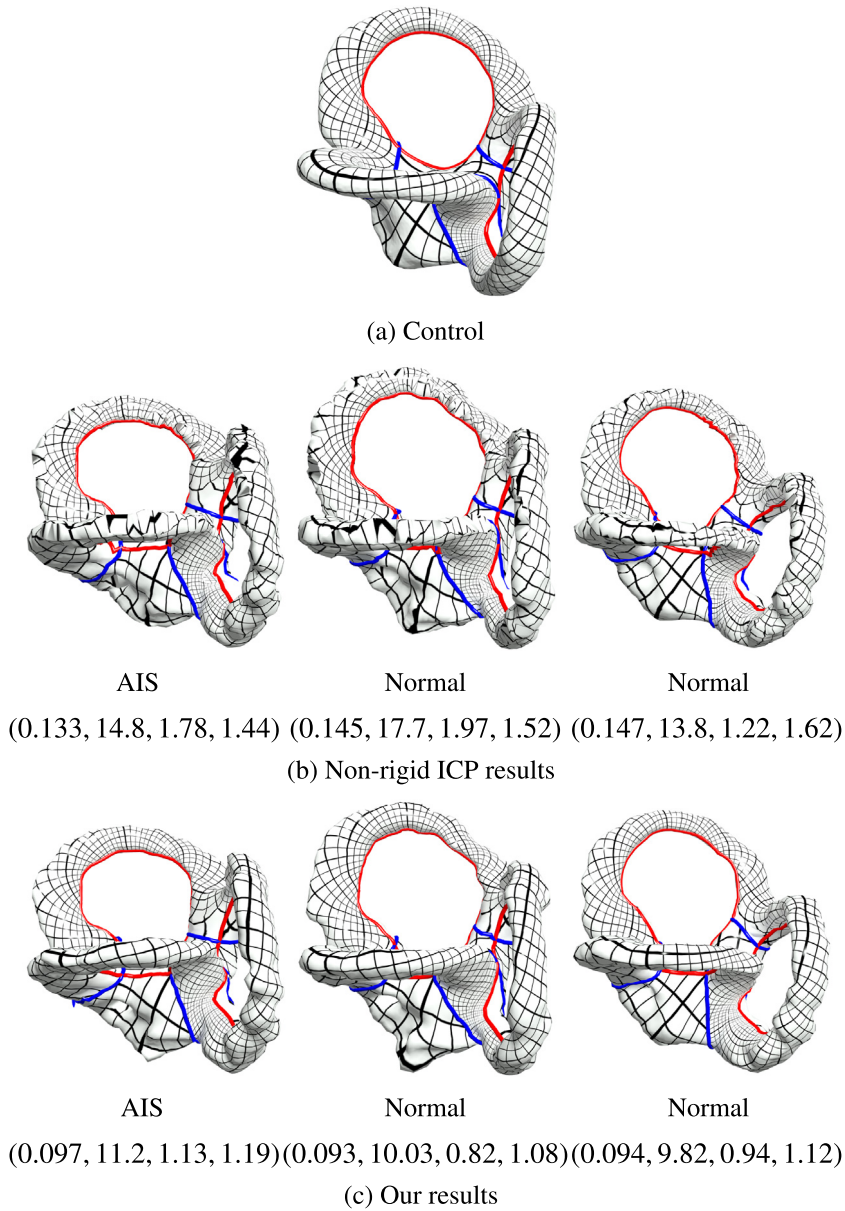 (a) Control
AIS Normal Normal
(0.133, 14.8, 1.78, 1.44) (0.145, 17.7, 1.97, 1.52) (0.147, 13.8, 1.22, 1.62)
(b) Non-rigid ICP results
AIS Normal Normal
(0.097, 11.2, 1.13, 1.19) (0.093, 10.03, 0.82, 1.08) (0.094, 9.82, 0.94, 1.12)
(c) Our results